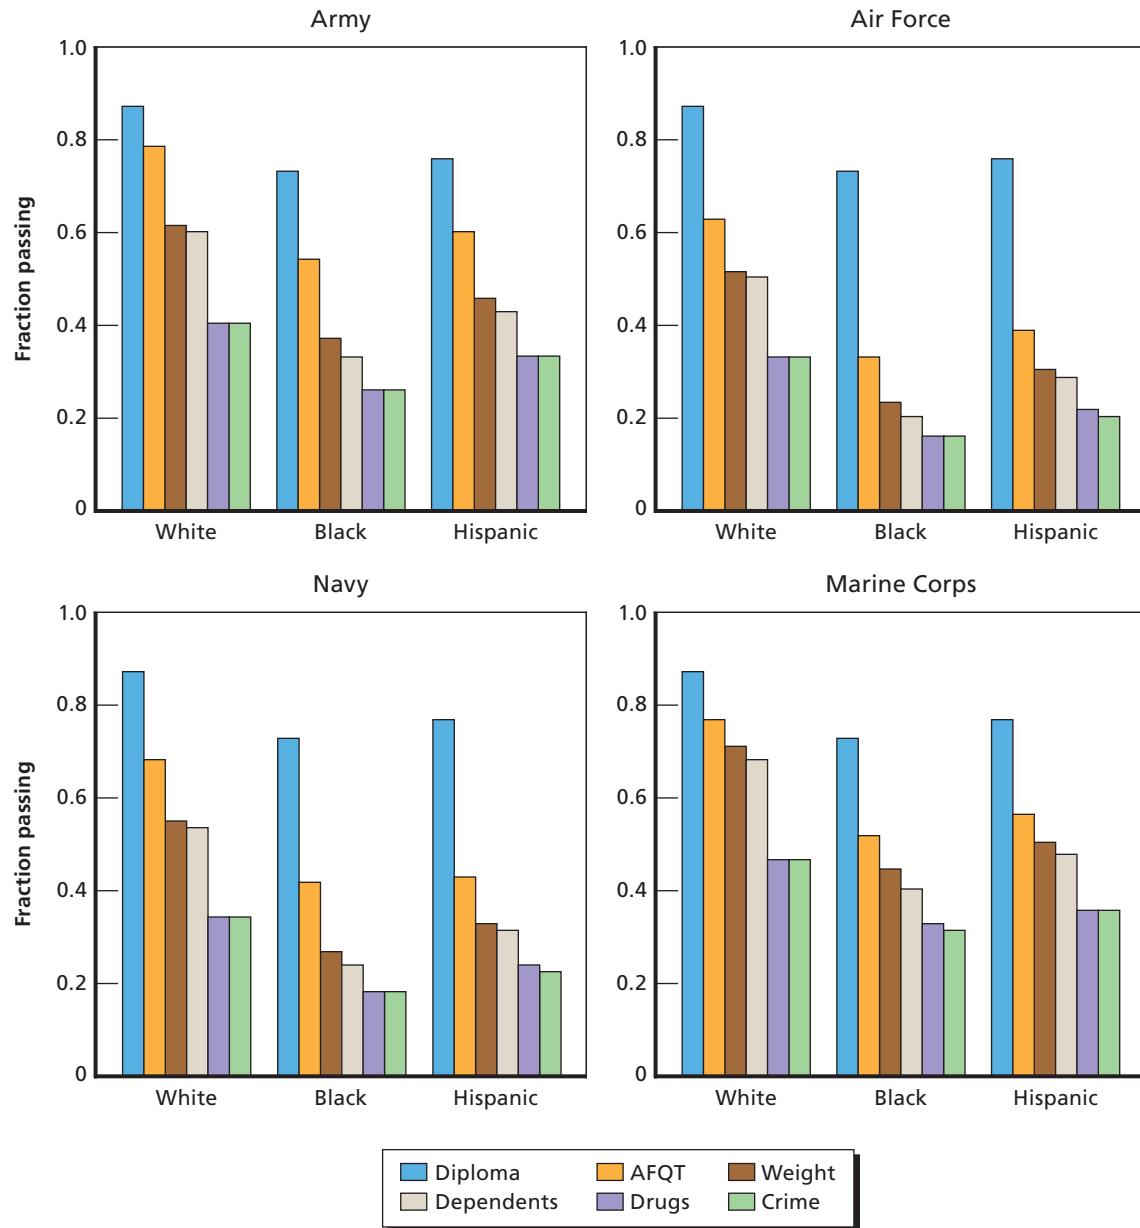 Army
Air Force
Fraction passing
1.0
0.8
0.6
0.4
0.2
0
White Black Hispanic
1.0
0.8
0.6
0.4
0.2
0
White Black Hispanic
Navy
Marine Corps
Fraction passing
1.0
0.8
0.6
0.4
0.2
0
White Black Hispanic
1.0
0.8
0.6
0.4
0.2
0
White Black Hispanic
Diploma AFQT Weight
Dependents Drugs Crime